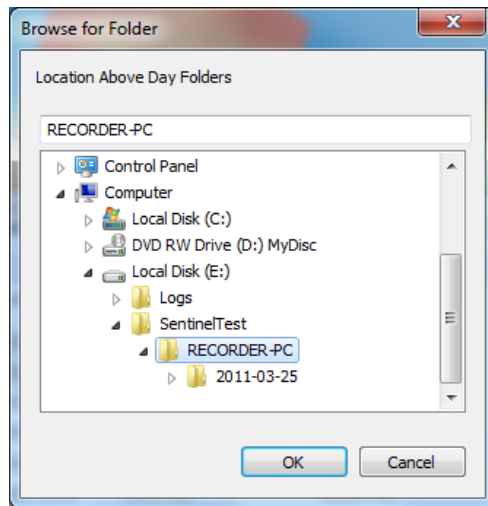 Browse for Folder
Location Above Day Folders
RECORDER-PC
Control Panel
Computer
Local Disk (C:)
DVD RW Drive (D:) MyDisc
Local Disk (E:)
Logs
SentinelTest
RECORDER-PC
2011-03-25
OK Cancel